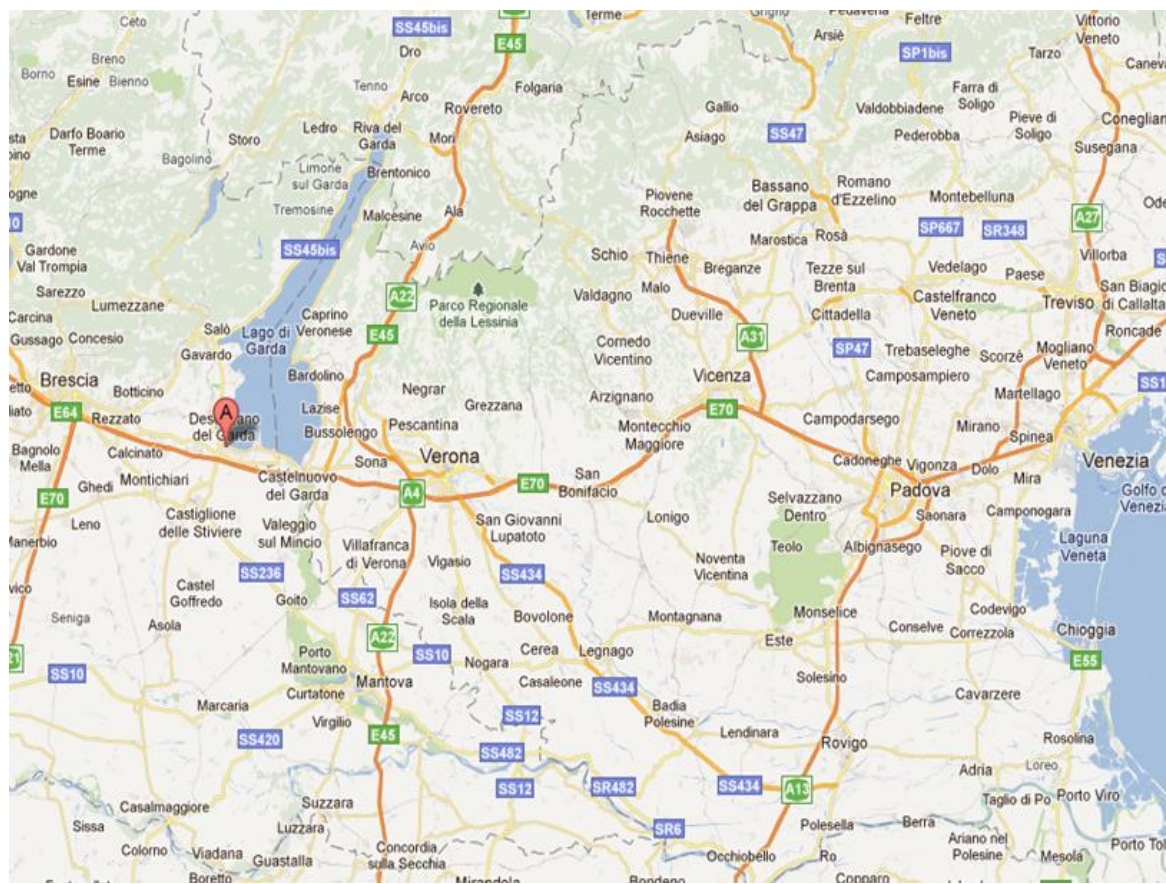 Ceto
SS45bis
Terme
Grigno
Arsiè
Pedavena
Feltre
Vittorio
Veneto
Dro
E45
SP1bis
Tarzo
Breno
Borno
Bienno
Esine
Tenno
Arco
Folgaria
Gallio
Valdobbiadene
Farra di
Soligo
Rovereto
Darfo Boario
Terme
Storo
Ledro
Riva del
Garda
Mori
Asiago
SS47
Pederobba
Pieve di
Soligo
Susegana
Bagolino
Limone
sul Garda
Brentonico
Piovene
Rocchette
Bassano
del Grappa
Romano
d'Ezzelino
Montebelluna
Tremosine
Malcesine
Ala
A27
Gardone
Val Trompia
SS45bis
Avio
Schio
Thiene
Marostica
Rosà
SP667
SR348
Villorba
Sarezzo
Lumezzane
A22
Parco Regionale
della Lessinia
Valdagno
Malo
Breganze
Tezze sul
Brenta
Vedelago
Paese
San Biagio
di Callalta
Carcina
Salò
Lago di
Garda
Caprino
Veronese
E45
Dueville
Cittadella
Castelfranco
Veneto
Treviso
Roncade
Gussago
Concesio
Gavardo
Cornedo
Vicentino
A31
SP47
Trebaseleghe
Scorzè
Mogliano
Veneto
Brescia
Botticino
Bardolino
Negrar
Vicenza
Camposampiero
Martellago
E64
Rezzato
A
del Garda
Lazise
Bussolengo
Pescantina
Grezzana
Arzignano
E70
Campodarsego
Mirano
Spinea
Bagnolo
Mella
Calcinato
Montecchio
Maggiore
Ghedi
Montichiari
Castelnuovo
del Garda
Sona
Verona
San
Bonifacio
Cadoneghe
Vigonza
Dolo
Mira
Venezia
E70
A4
E70
Padova
Golfo
Leno
Castiglione
delle Stiviere
Valeggio
sul Mincio
San Giovanni
Lupatoto
Lonigo
Selvazzano
Dentro
Saonara
Camponogara
Manerbio
Villafranca
di Verona
Vigasio
Teolo
Albignasego
Piove di
Sacco
Laguna
Veneta
SS236
SS434
Noventa
Vicentina
Castel
Goffredo
Goito
SS62
Isola della
Scala
Bovolone
Montagnana
Monselice
Codevigo
Seniga
Asola
A22
Este
Conselve
Correzzola
Chioggia
Porto
Mantovano
SS10
Nogara
Cerea
Legnago
E55
SS10
Mantova
Casaleone
SS434
Solesino
Cavarzere
Marcaria
Curtatone
Virgilio
SS12
Badia
Polesine
Lendinara
Rovigo
Rosolina
SS420
E45
SS482
Adria
Loreo
SS12
SR482
SS434
A13
Taglio di Po
Porto Viro
Casalmaggiore
Suzzara
Sissa
Luzzara
SR6
Polesella
Berra
Ariano nel
Polesine
Colorno
Viadana
Guastalla
Concordia
sulla Secchia
Occhiobello
Ro
Mesola
Boretto
Mirandola
Bondeno
Copparo